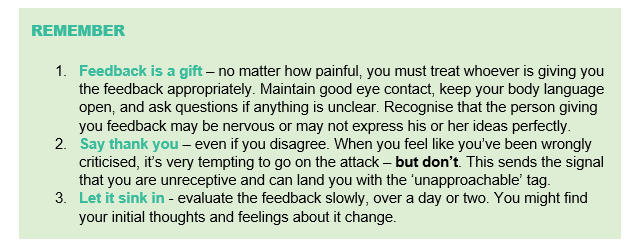 REMEMBER
1. Feedback is a gift – no matter how painful, you must treat whoever is giving you
the feedback appropriately. Maintain good eye contact, keep your body language
open, and ask questions if anything is unclear. Recognise that the person giving
you feedback may be nervous or may not express his or her ideas perfectly.
2. Say thank you – even if you disagree. When you feel like you’ve been wrongly
criticised, it’s very tempting to go on the attack – but don’t. This sends the signal
that you are unreceptive and can land you with the ‘unapproachable’ tag.
3. Let it sink in - evaluate the feedback slowly, over a day or two. You might find
your initial thoughts and feelings about it change.